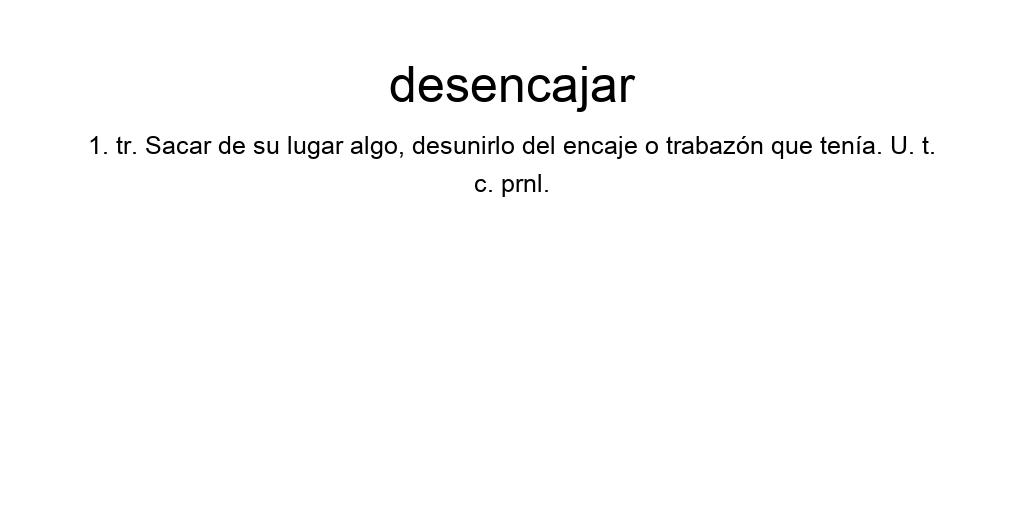 desencajar
1. tr. Sacar de su lugar algo, desunirlo del encaje o trabazón que tenía. U. t.
c. prnl.